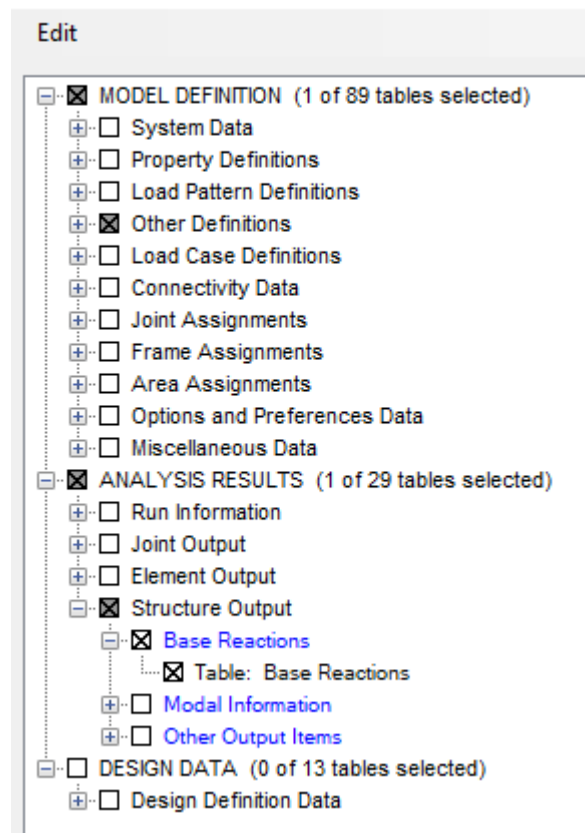 Edit
MODEL DEFINITION (1 of 89 tables selected)
System Data
Property Definitions
Load Pattern Definitions
Other Definitions
Load Case Definitions
Connectivity Data
Joint Assignments
Frame Assignments
Area Assignments
Options and Preferences Data
Miscellaneous Data
ANALYSIS RESULTS (1 of 29 tables selected)
Run Information
Joint Output
Element Output
Structure Output
Base Reactions
Table: Base Reactions
Modal Information
Other Output Items
DESIGN DATA (0 of 13 tables selected)
Design Definition Data